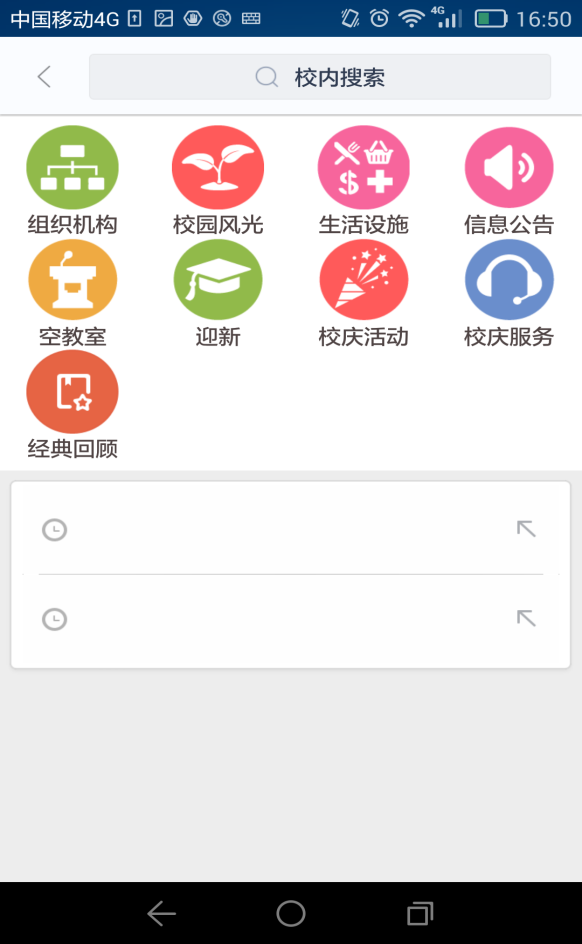 中国移动4G 4G 16:50
校内搜索
组织机构 校园风光 生活设施 信息公告
空教室 迎新 校庆活动 校庆服务
经典回顾